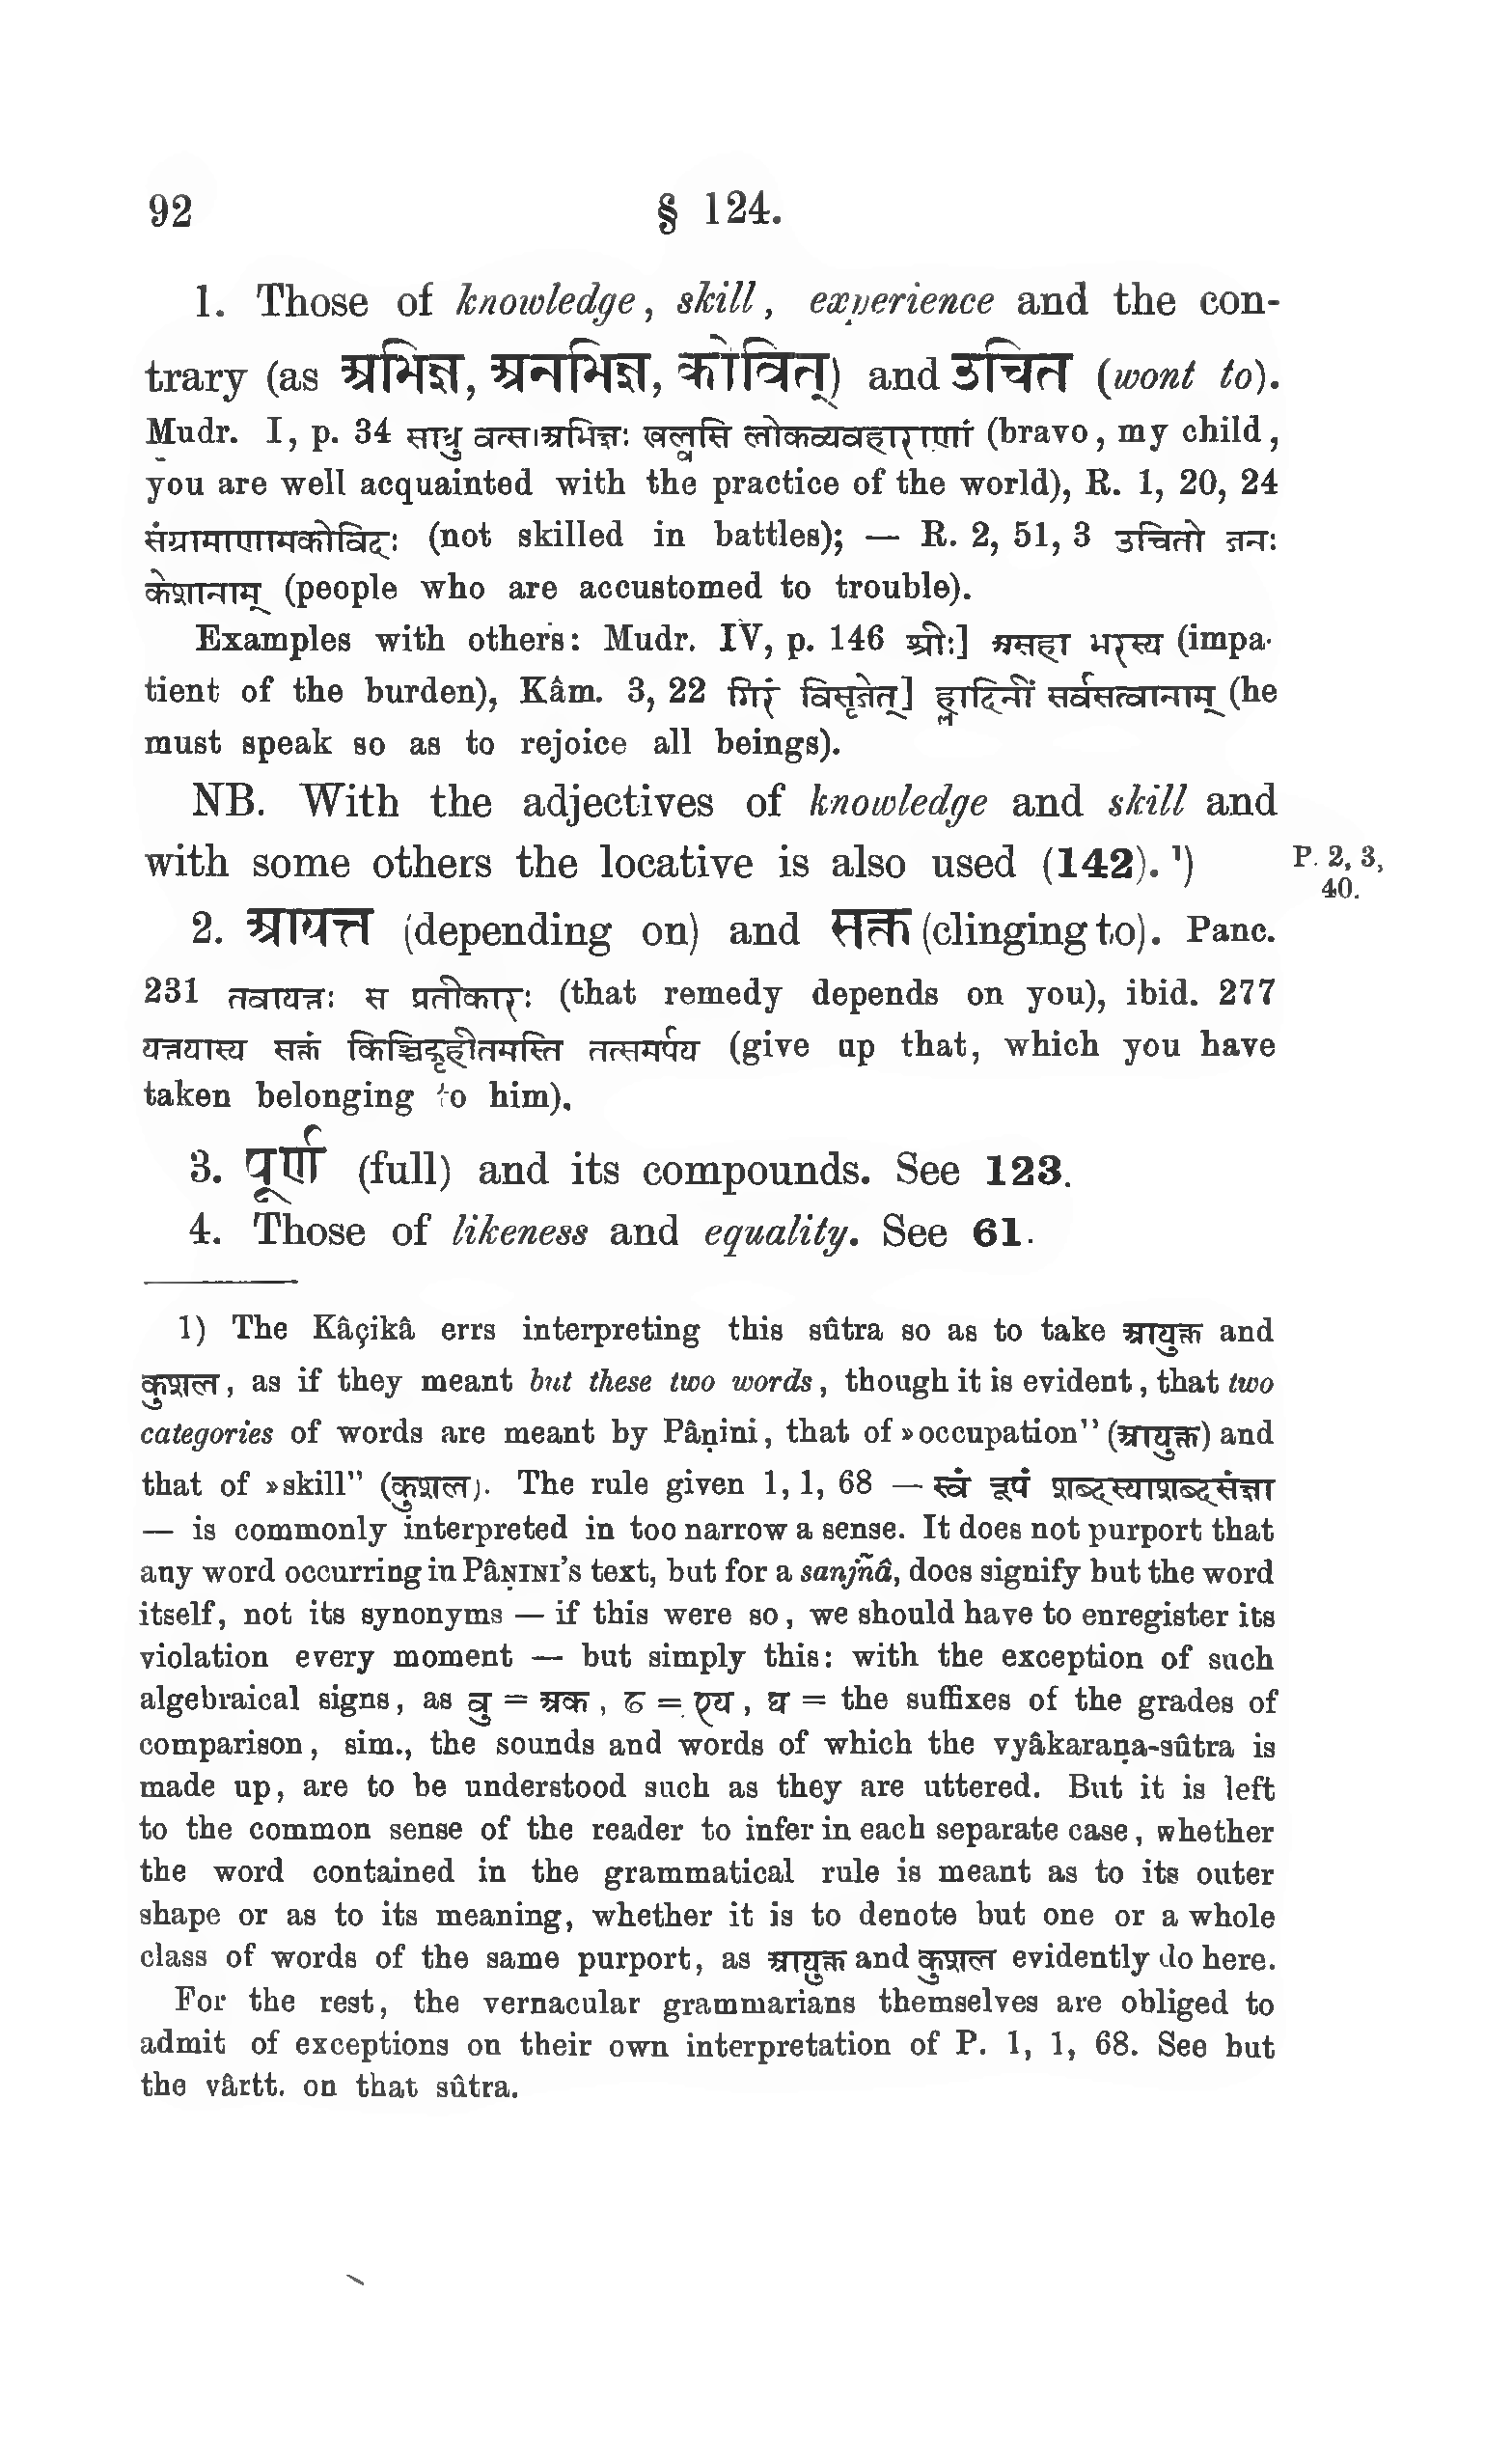 92 § 124.
1. Those of knowledge, skill, experience and the con-
trary (as अभिज्ञ, अनभिज्ञ, कोवित्) and उचित (wont to).
Mudr. I, p. 34 साधु वत्स।अभिज्ञः खल्वसि लोकव्यवहाराणां (bravo, my child,
you are well acquainted with the practice of the world), R. 1, 20, 24
संग्रामाणामकोविदः (not skilled in battles); — R. 2, 51, 3 उचितो जनः
केशानाम् (people who are accustomed to trouble).
Examples with others: Mudr. IV, p. 146 श्रीः] असहा भरस्य (impa-
tient of the burden), Kâm. 3, 22 गिरं विसृजेत्] ह्लादिनीं सर्वसत्वानाम् (he
must speak so as to rejoice all beings).
NB. With the adjectives of knowledge and skill and
with some others the locative is also used (142). ¹) P. 2, 3,
40.
2. आयत्त (depending on) and सक्त (clinging to). Panc.
231 तवायत्तः स प्रतीकारः (that remedy depends on you), ibid. 277
यत्त्वयास्य सक्तं किञ्चिद्गृहीतमस्ति तत्समर्पय (give up that, which you have
taken belonging to him).
3. पूर्ण (full) and its compounds. See 123.
4. Those of likeness and equality. See 61.
1) The Kâçikâ errs interpreting this sûtra so as to take आयुक्त and
कुशल, as if they meant but these two words, though it is evident, that two
categories of words are meant by Pâṇini, that of »occupation" (आयुक्त) and
that of »skill" (कुशल). The rule given 1, 1, 68 — स्वं रूपं शब्दस्याशब्दसंज्ञा
— is commonly interpreted in too narrow a sense. It does not purport that
any word occurring in Pâṇini's text, but for a sanjñâ, does signify but the word
itself, not its synonyms — if this were so, we should have to enregister its
violation every moment — but simply this: with the exception of such
algebraical signs, as वु = अक, ढ = एय, घ = the suffixes of the grades of
comparison, sim., the sounds and words of which the vyâkaraṇa-sûtra is
made up, are to be understood such as they are uttered. But it is left
to the common sense of the reader to infer in each separate case, whether
the word contained in the grammatical rule is meant as to its outer
shape or as to its meaning, whether it is to denote but one or a whole
class of words of the same purport, as आयुक्त and कुशल evidently do here.
For the rest, the vernacular grammarians themselves are obliged to
admit of exceptions on their own interpretation of P. 1, 1, 68. See but
the vârtt. on that sûtra.